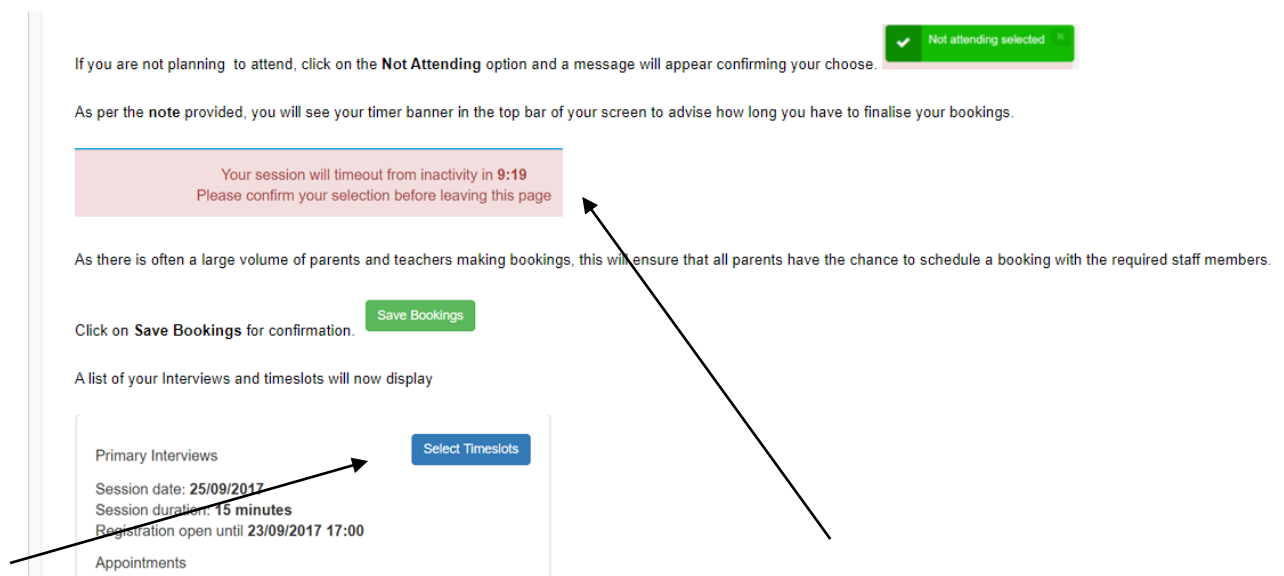 Not attending selected ×
If you are not planning to attend, click on the Not Attending option and a message will appear confirming your choose.
As per the note provided, you will see your timer banner in the top bar of your screen to advise how long you have to finalise your bookings.
Your session will timeout from inactivity in 9:19
Please confirm your selection before leaving this page
As there is often a large volume of parents and teachers making bookings, this will ensure that all parents have the chance to schedule a booking with the required staff members.
Click on Save Bookings for confirmation. Save Bookings
A list of your Interviews and timeslots will now display
Primary Interviews Select Timeslots
Session date: 25/09/2017
Session duration: 15 minutes
Registration open until 23/09/2017 17:00
Appointments